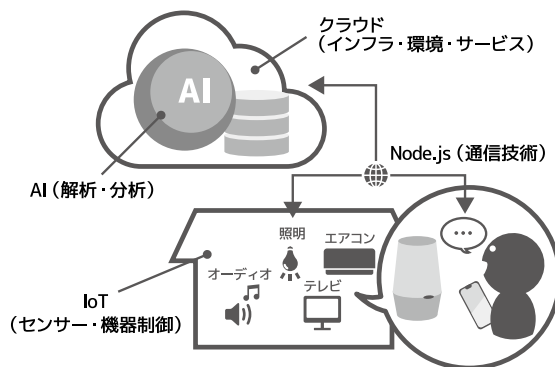 クラウド
(インフラ・環境・サービス)
AI
Node.js(通信技術)
AI(解析・分析)
照明
エアコン
オーディオ
テレビ
IoT
(センサー・機器制御)